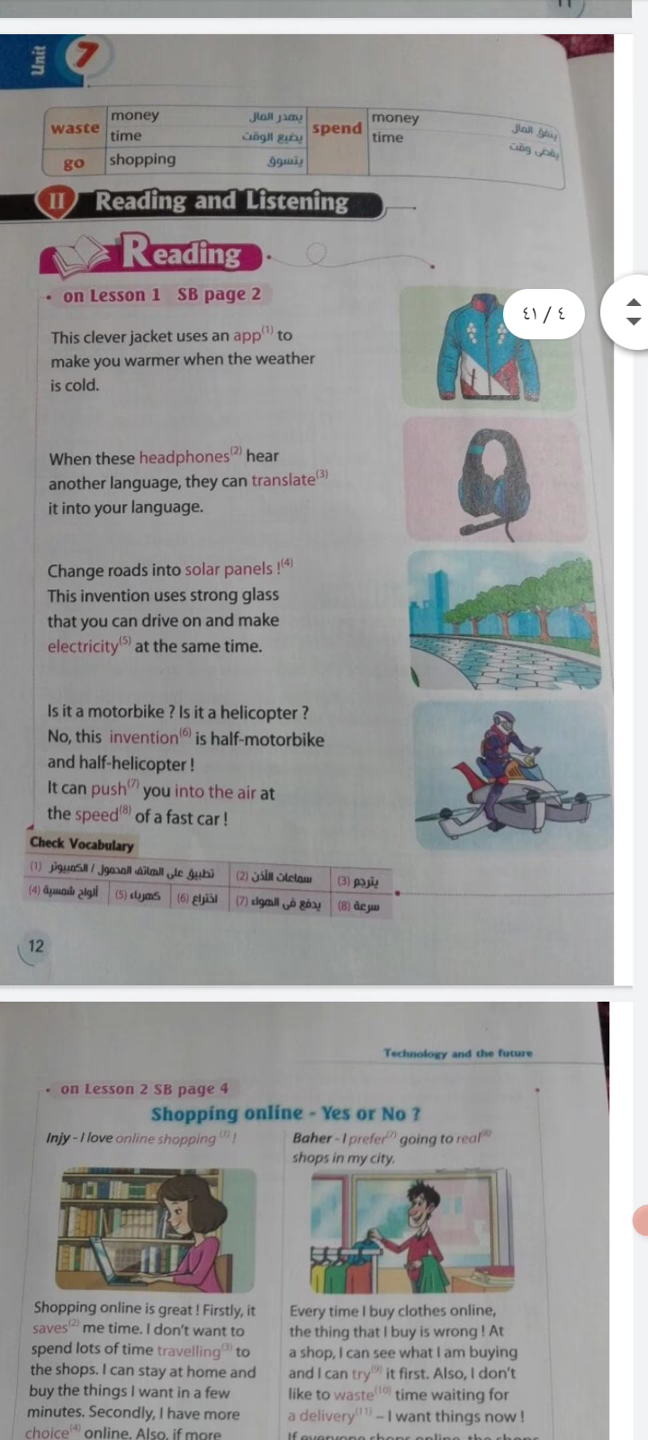 11
Unit 7
waste money يهدر المال spend money ينفق المال
time يضيع الوقت time يقضى وقت
go shopping يتسوق
II Reading and Listening
Reading
• on Lesson 1 SB page 2
٤ / ٤١
This clever jacket uses an app(1) to
make you warmer when the weather
is cold.
When these headphones(2) hear
another language, they can translate(3)
it into your language.
Change roads into solar panels !(4)
This invention uses strong glass
that you can drive on and make
electricity(5) at the same time.
Is it a motorbike ? Is it a helicopter ?
No, this invention(6) is half-motorbike
and half-helicopter !
It can push(7) you into the air at
the speed(8) of a fast car !
Check Vocabulary
(1) تطبيق على الهاتف المحمول / الكمبيوتر (2) سماعات الأذن (3) يترجم
(4) ألواح شمسية (5) كهرباء (6) اختراع (7) يدفع فى الهواء (8) سرعة
12
Technology and the future
• on Lesson 2 SB page 4
Shopping online - Yes or No ?
Injy - I love online shopping (1) !
Shopping online is great ! Firstly, it
saves(2) me time. I don't want to
spend lots of time travelling(3) to
the shops. I can stay at home and
buy the things I want in a few
minutes. Secondly, I have more
choice(4) online. Also, if more
Baher - I prefer(7) going to real(8)
shops in my city.
Every time I buy clothes online,
the thing that I buy is wrong ! At
a shop, I can see what I am buying
and I can try(9) it first. Also, I don't
like to waste(10) time waiting for
a delivery(11) – I want things now !
If everyone shops online, the shops